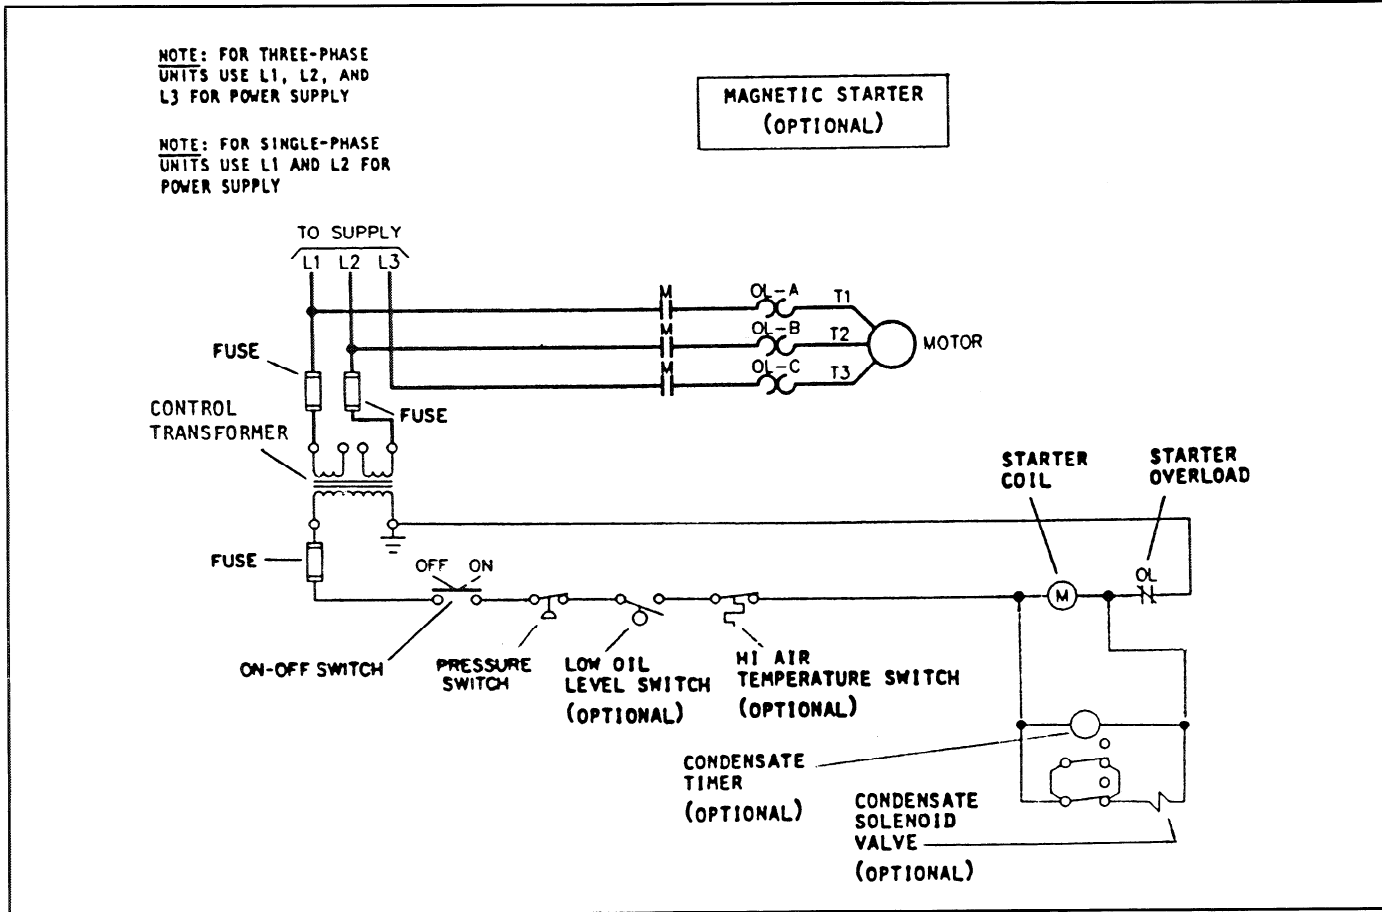 NOTE: FOR THREE-PHASE
UNITS USE L1, L2, AND
L3 FOR POWER SUPPLY
NOTE: FOR SINGLE-PHASE
UNITS USE L1 AND L2 FOR
POWER SUPPLY
MAGNETIC STARTER
(OPTIONAL)
TO SUPPLY
L1 L2 L3
M OL-A T1
M OL-B T2
MOTOR
M OL-C T3
FUSE
FUSE
CONTROL
TRANSFORMER
STARTER
COIL
STARTER
OVERLOAD
FUSE
OFF ON
OL
M
ON-OFF SWITCH
PRESSURE
SWITCH
LOW OIL
LEVEL SWITCH
(OPTIONAL)
HI AIR
TEMPERATURE SWITCH
(OPTIONAL)
CONDENSATE
TIMER
(OPTIONAL)
CONDENSATE
SOLENOID
VALVE
(OPTIONAL)